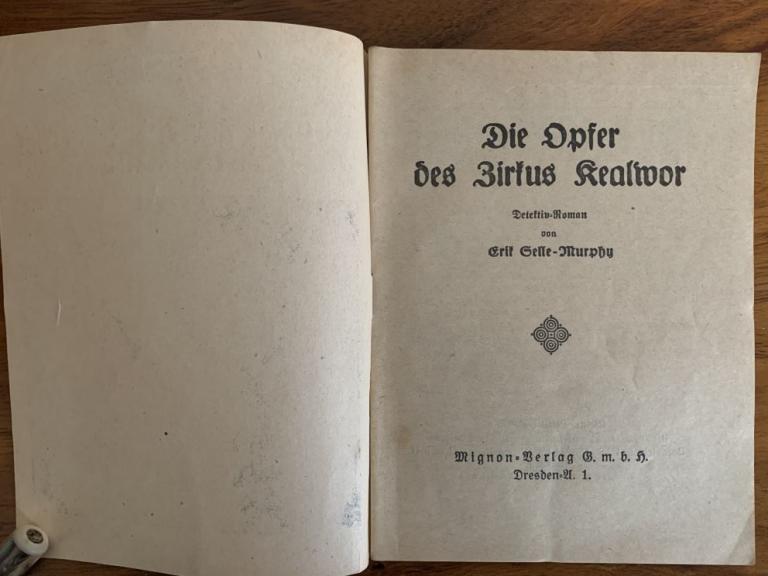 Die Opfer
des Zirkus Kealwor
Detektiv-Roman
von
Erik Selle-Murphy
Mignon-Verlag G. m. b. H.
Dresden-A. 1.